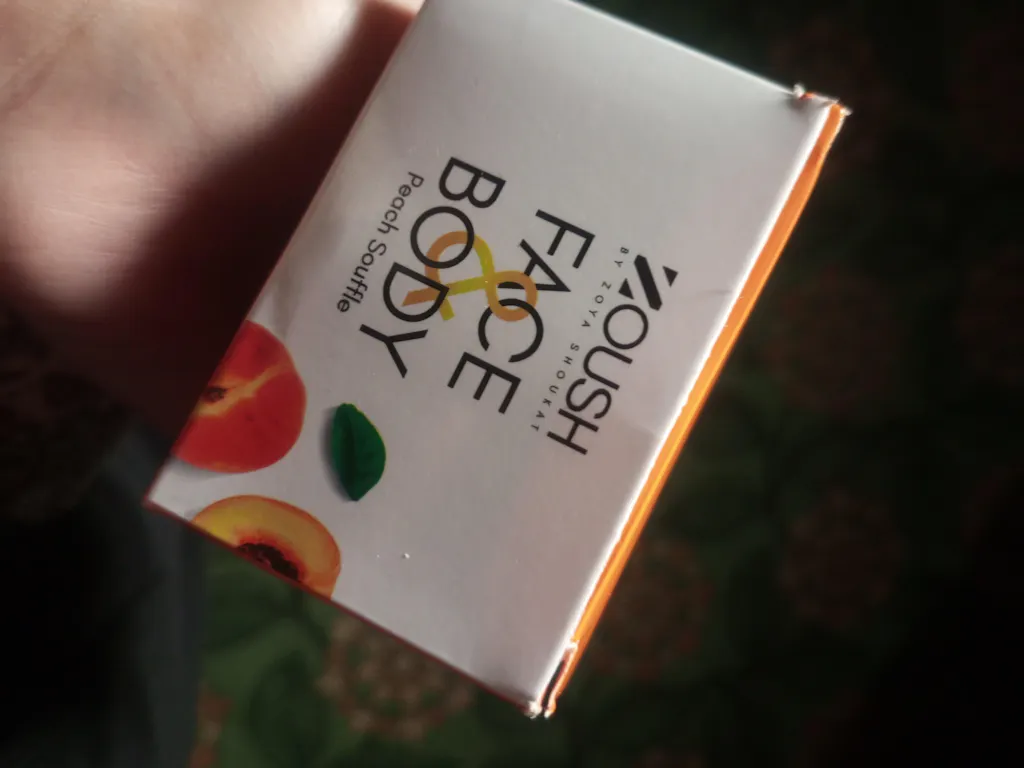 ZOUSH
BY ZOYA SHOUKAT
FACE
&
BODY
Peach Souffle